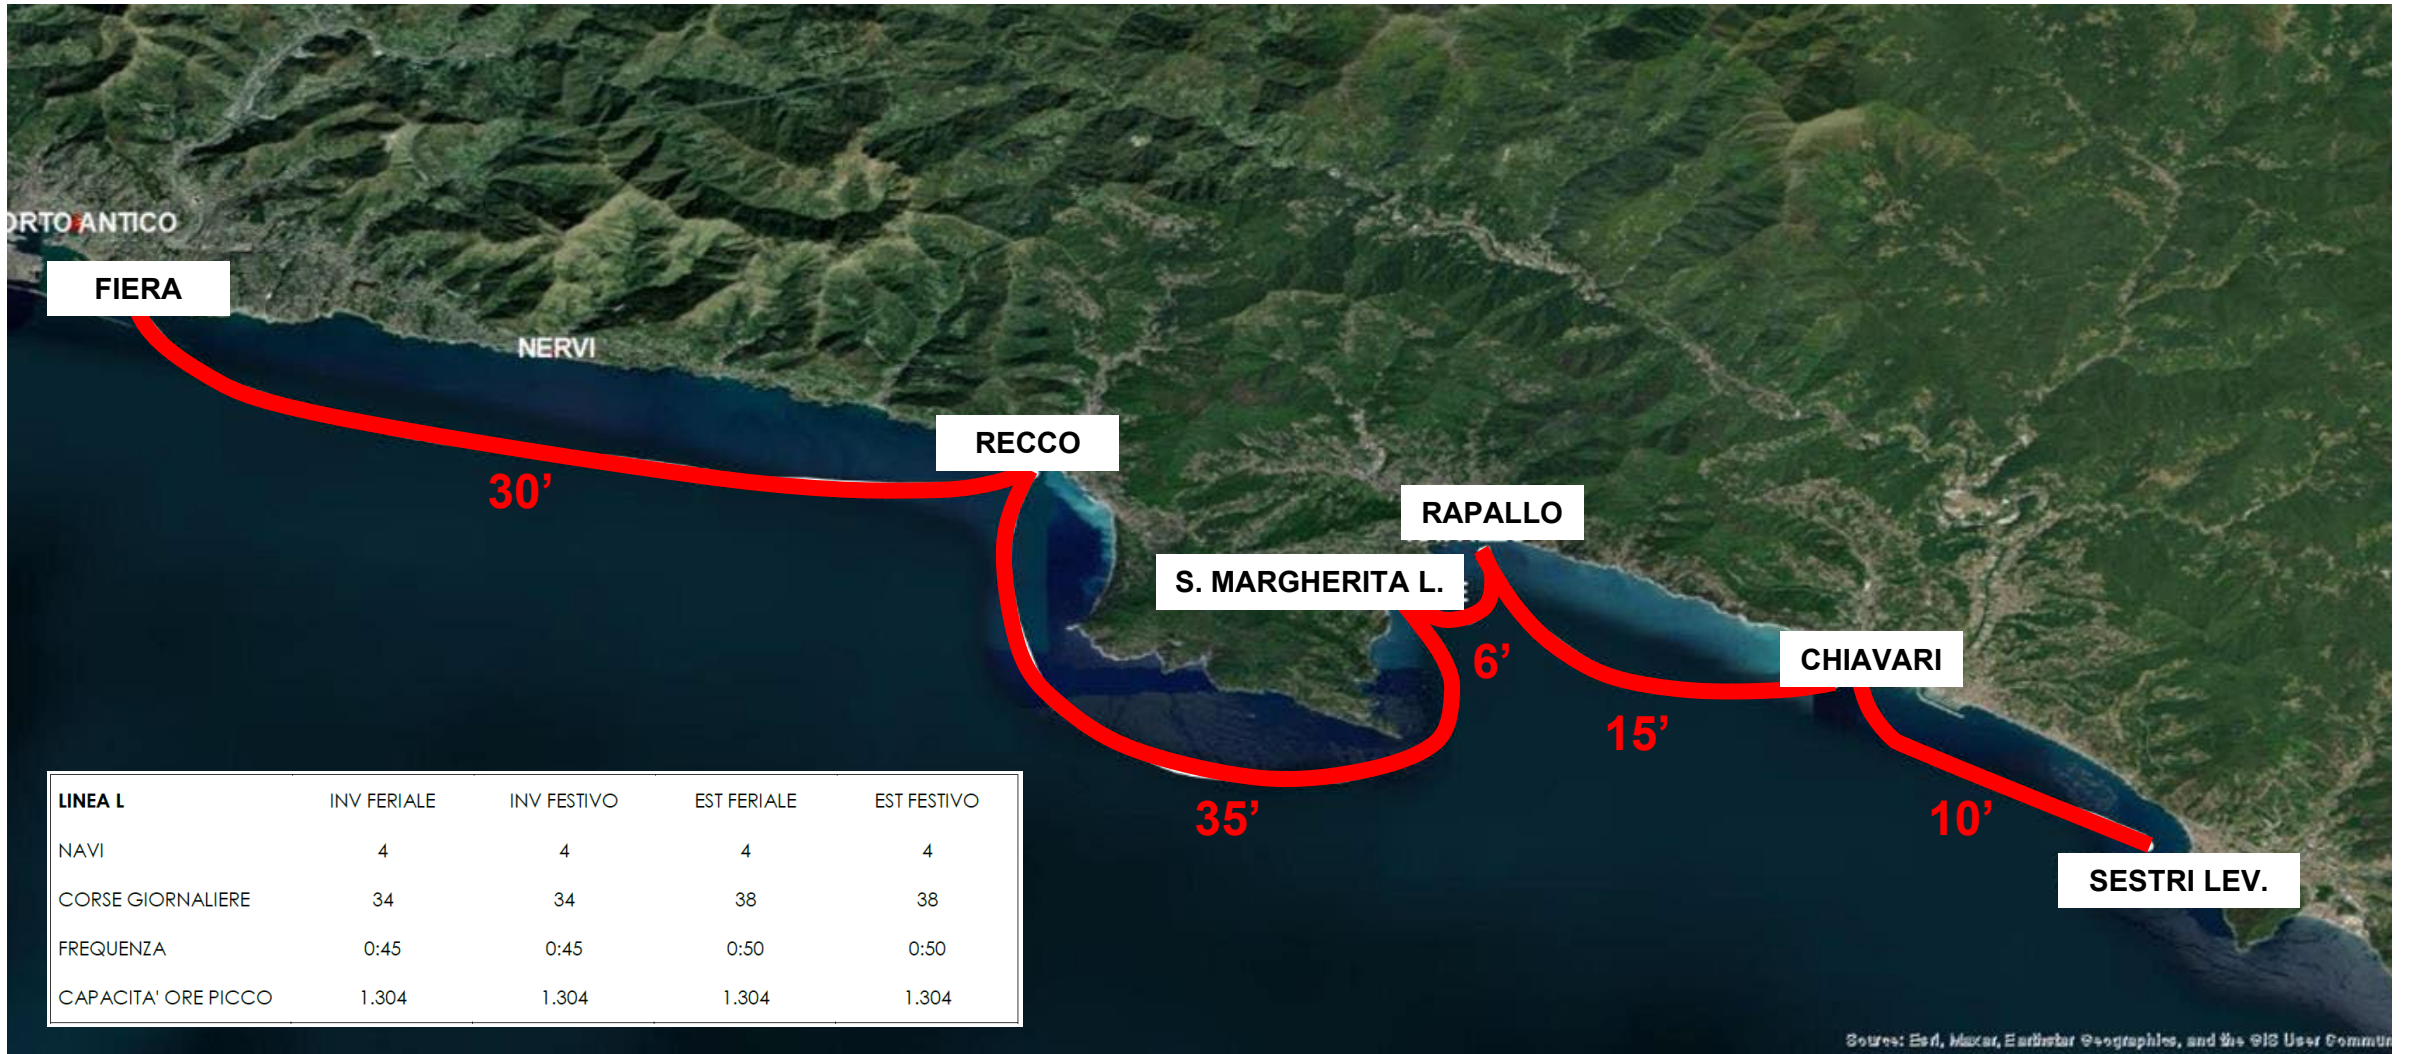 ORTO ANTICO
FIERA
NERVI
RECCO
30’
RAPALLO
S. MARGHERITA L.
6’
CHIAVARI
15’
35’
10’
SESTRI LEV.
LINEA L INV FERIALE INV FESTIVO EST FERIALE EST FESTIVO
NAVI 4 4 4 4
CORSE GIORNALIERE 34 34 38 38
FREQUENZA 0:45 0:45 0:50 0:50
CAPACITA' ORE PICCO 1.304 1.304 1.304 1.304
Source: Esri, Maxar, Earthstar Geographics, and the GIS User Commun